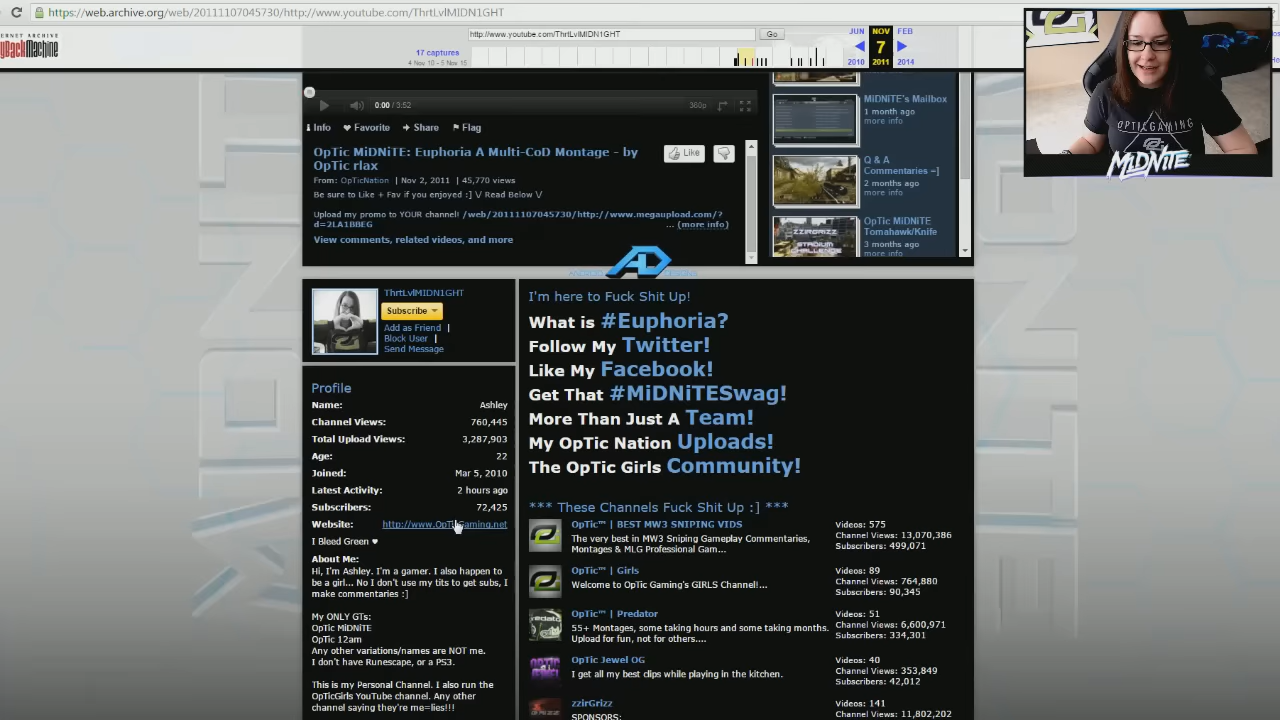 https://web.archive.org/web/20111107045730/http://www.youtube.com/ThrtLvlMIDN1GHT
http://www.youtube.com/ThrtLvlMIDN1GHT
Go
JUN
NOV
FEB
17 captures
7
2010
2011
2014
0:00 / 3:52
360p
Info
Favorite
Share
Flag
MiDNiTE's Mailbox
1 month ago
more info
OpTic MiDNiTE: Euphoria A Multi-CoD Montage - by
OpTic rlax
Like
From: OpTicNation | Nov 2, 2011 | 45,770 views
Be sure to Like + Fav if you enjoyed :] \/ Read Below \/
Upload my promo to YOUR channel! /web/20111107045730/http://www.megaupload.com/?
d=2LA1BBEG
... (more info)
View comments, related videos, and more
Q & A
Commentaries =]
2 months ago
more info
ZZIRGRIZZ
STADIUM
CHALLENGE
OpTic MiDNiTE
Tomahawk/Knife
3 months ago
more info
AD
OPTICGAMING
MiDNiTE
ThrtLvlMIDN1GHT
Subscribe
Add as Friend |
Block User |
Send Message
Profile
Name: Ashley
Channel Views: 760,445
Total Upload Views: 3,287,903
Age: 22
Joined: Mar 5, 2010
Latest Activity: 2 hours ago
Subscribers: 72,425
Website: http://www.OpTicGaming.net
I Bleed Green ♥
About Me:
Hi, I'm Ashley. I'm a gamer. I also happen to
be a girl... No I don't use my tits to get subs, I
make commentaries :]
My ONLY GTs:
OpTic MiDNiTE
OpTic 12am
Any other variations/names are NOT me.
I don't have Runescape, or a PS3.
This is my Personal Channel. I also run the
OpticGirls YouTube channel. Any other
channel saying they're me=lies!!!
I'm here to Fuck Shit Up!
What is #Euphoria?
Follow My Twitter!
Like My Facebook!
Get That #MiDNiTESwag!
More Than Just A Team!
My OpTic Nation Uploads!
The OpTic Girls Community!
*** These Channels Fuck Shit Up :] ***
OpTic™ | BEST MW3 SNIPING VIDS
The very best in MW3 Sniping Gameplay Commentaries,
Montages & MLG Professional Gam...
Videos: 575
Channel Views: 13,070,386
Subscribers: 499,071
OpTic™ | Girls
Welcome to OpTic Gaming's GIRLS Channel!...
Videos: 89
Channel Views: 764,880
Subscribers: 90,345
OpTic™ | Predator
55+ Montages, some taking hours and some taking months.
Upload for fun, not for others....
Videos: 51
Channel Views: 6,600,971
Subscribers: 334,301
OpTic Jewel OG
I get all my best clips while playing in the kitchen.
Videos: 40
Channel Views: 353,849
Subscribers: 42,012
zzirGrizz
SPONSORS:
Videos: 141
Channel Views: 11,802,202